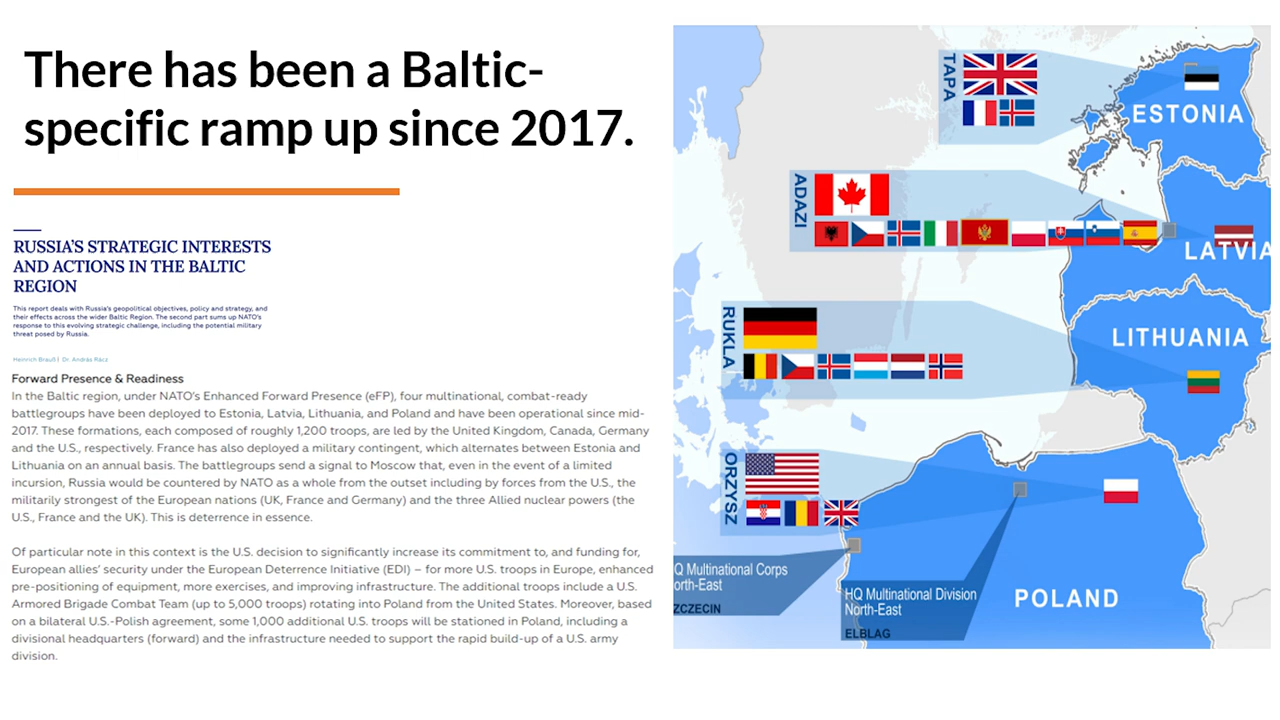 There has been a Baltic-
specific ramp up since 2017.
RUSSIA'S STRATEGIC INTERESTS
AND ACTIONS IN THE BALTIC
REGION
This report deals with Russia's geopolitical objectives, policy and strategy, and
their effects across the wider Baltic Region. The second part sums up NATO's
response to this evolving strategic challenge, including the potential military
threat posed by Russia.
Heinrich Brauß | Dr. András Rácz
Forward Presence & Readiness
In the Baltic region, under NATO's Enhanced Forward Presence (eFP), four multinational, combat-ready
battlegroups have been deployed to Estonia, Latvia, Lithuania, and Poland and have been operational since mid-
2017. These formations, each composed of roughly 1,200 troops, are led by the United Kingdom, Canada, Germany
and the U.S., respectively. France has also deployed a military contingent, which alternates between Estonia and
Lithuania on an annual basis. The battlegroups send a signal to Moscow that, even in the event of a limited
incursion, Russia would be countered by NATO as a whole from the outset including by forces from the U.S., the
militarily strongest of the European nations (UK, France and Germany) and the three Allied nuclear powers (the
U.S., France and the UK). This is deterrence in essence.
Of particular note in this context is the U.S. decision to significantly increase its commitment to, and funding for,
European allies' security under the European Deterrence Initiative (EDI) – for more U.S. troops in Europe, enhanced
pre-positioning of equipment, more exercises, and improving infrastructure. The additional troops include a U.S.
Armored Brigade Combat Team (up to 5,000 troops) rotating into Poland from the United States. Moreover, based
on a bilateral U.S.-Polish agreement, some 1,000 additional U.S. troops will be stationed in Poland, including a
divisional headquarters (forward) and the infrastructure needed to support the rapid build-up of a U.S. army
division.
TAPA
ESTONIA
ADAZI
LATVIA
RUKLA
LITHUANIA
ORZYSZ
Q Multinational Corps
orth-East
ZCZECIN
HQ Multinational Division
North-East
ELBLAG
POLAND